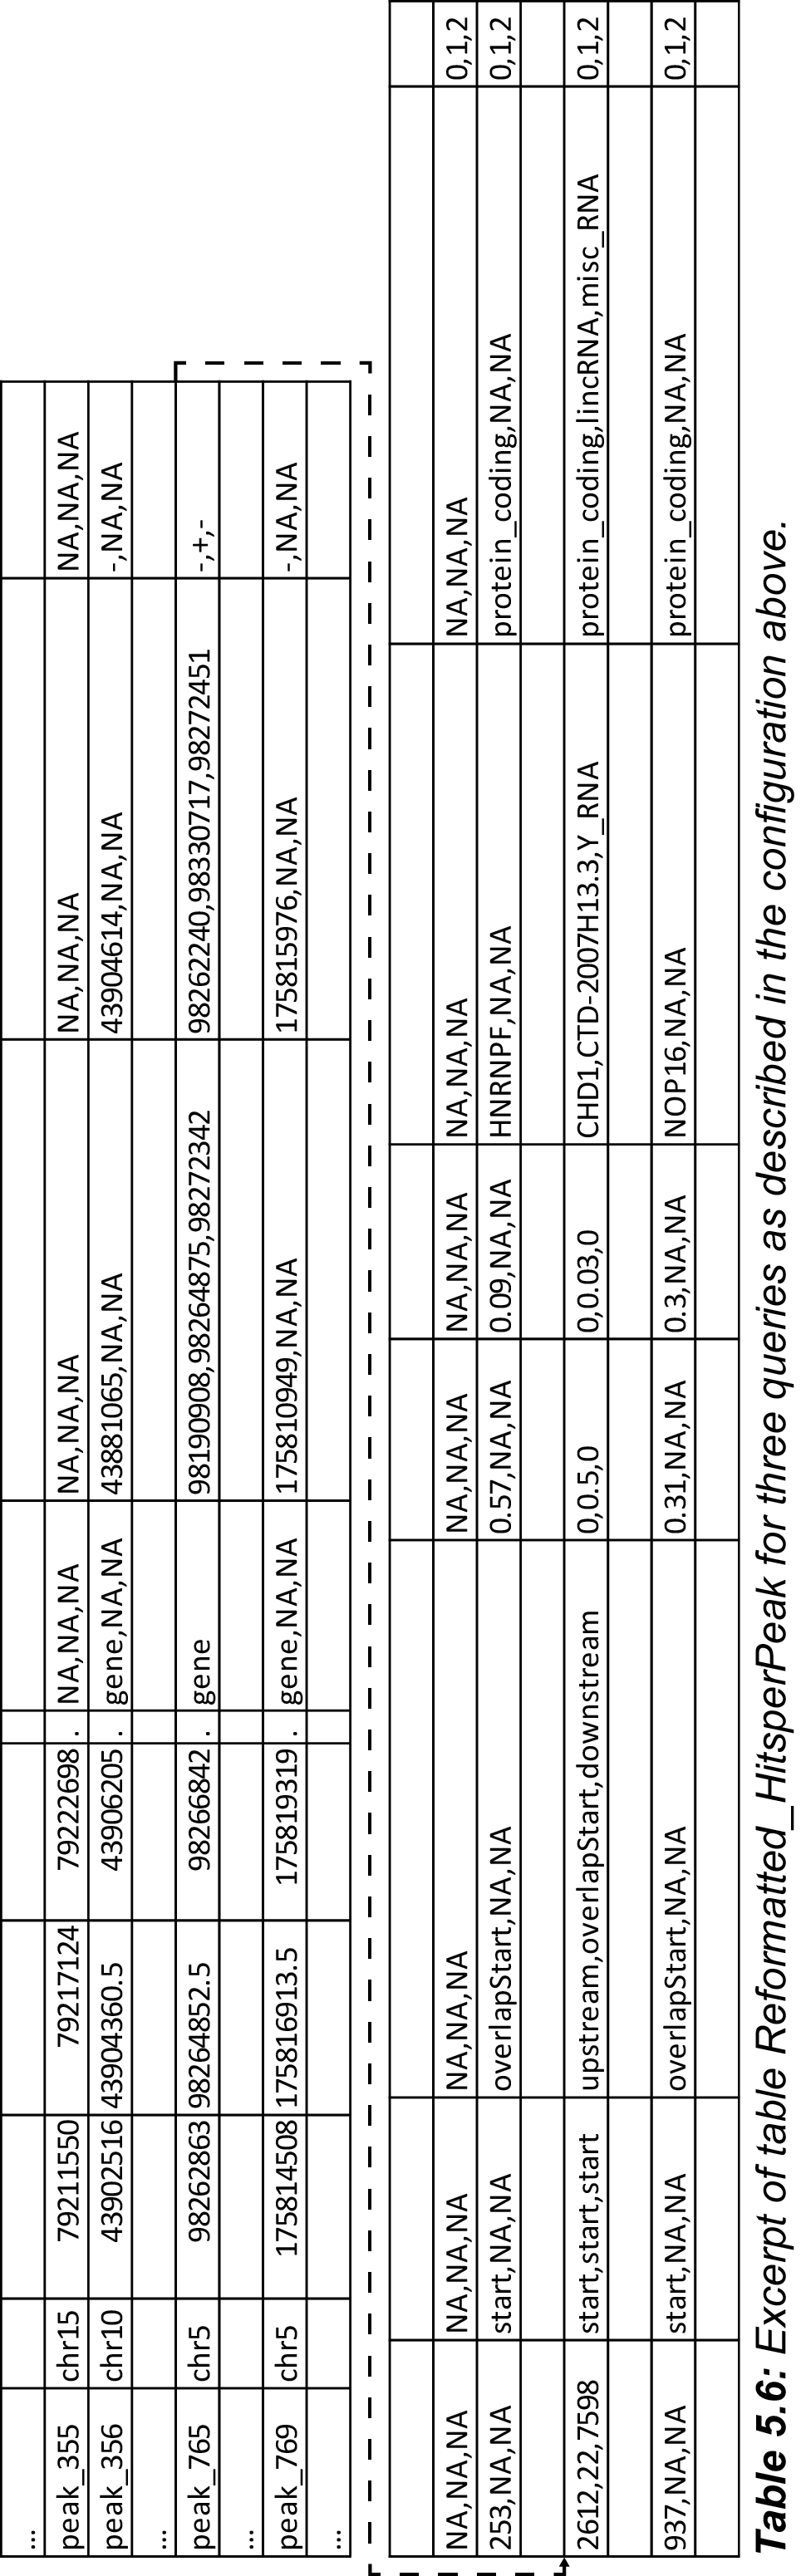 ...
peak_355 chr15 79211550 79217124 79222698 . NA,NA,NA NA,NA,NA NA,NA,NA NA,NA,NA
peak_356 chr10 43902516 43904360.5 43906205 . gene,NA,NA 43881065,NA,NA 43904614,NA,NA -,NA,NA
...
peak_765 chr5 98262863 98264852.5 98266842 . gene 98190908,98264875,98272342 98262240,98330717,98272451 -,+,-
...
peak_769 chr5 175814508 175816913.5 175819319 . gene,NA,NA 175810949,NA,NA 175815976,NA,NA -,NA,NA
...
NA,NA,NA NA,NA,NA NA,NA,NA NA,NA,NA NA,NA,NA NA,NA,NA NA,NA,NA 0,1,2
253,NA,NA start,NA,NA overlapStart,NA,NA 0.57,NA,NA 0.09,NA,NA HNRNPF,NA,NA protein_coding,NA,NA 0,1,2
2612,22,7598 start,start,start upstream,overlapStart,downstream 0,0.5,0 0,0.03,0 CHD1,CTD-2007H13.3,Y_RNA protein_coding,lincRNA,misc_RNA 0,1,2
937,NA,NA start,NA,NA overlapStart,NA,NA 0.31,NA,NA 0.3,NA,NA NOP16,NA,NA protein_coding,NA,NA 0,1,2
Table 5.6: Excerpt of table Reformatted_HitsperPeak for three queries as described in the configuration above.